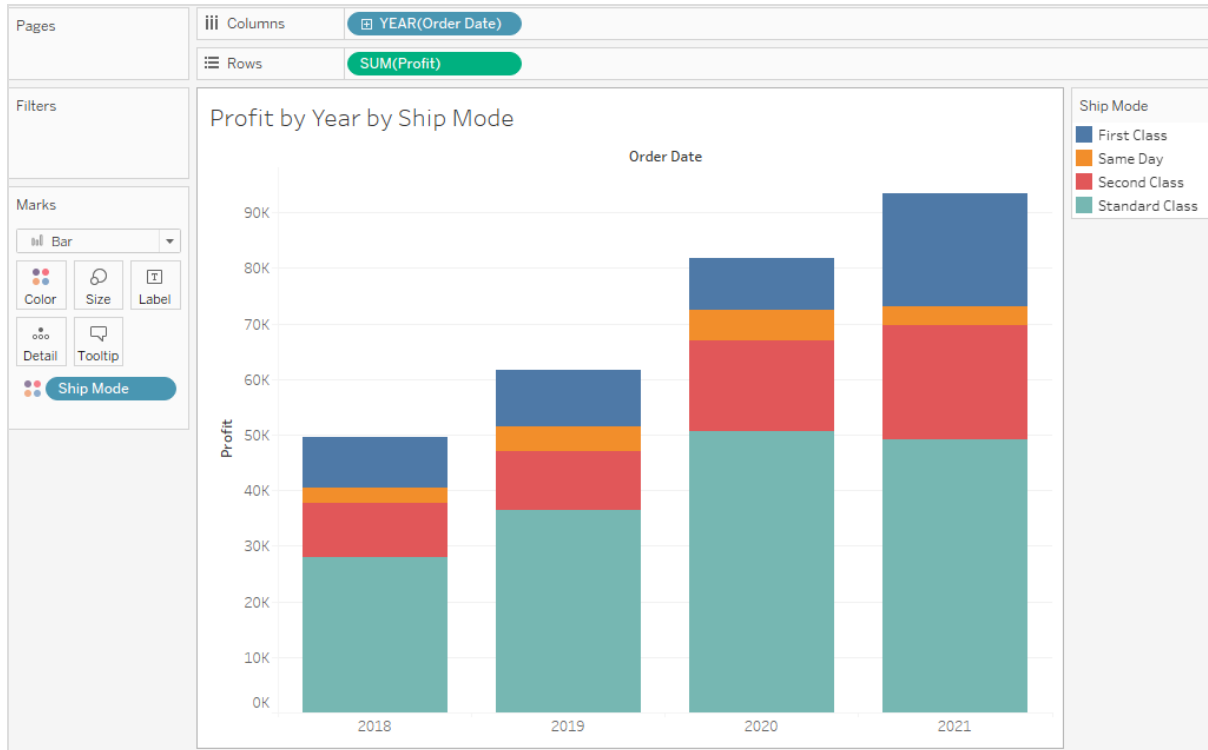 Pages
Columns
YEAR(Order Date)
Rows
SUM(Profit)
Filters
Marks
Bar
Color
Size
Label
Detail
Tooltip
Ship Mode
Profit by Year by Ship Mode
Order Date
Profit
90K
80K
70K
60K
50K
40K
30K
20K
10K
0K
2018
2019
2020
2021
Ship Mode
First Class
Same Day
Second Class
Standard Class